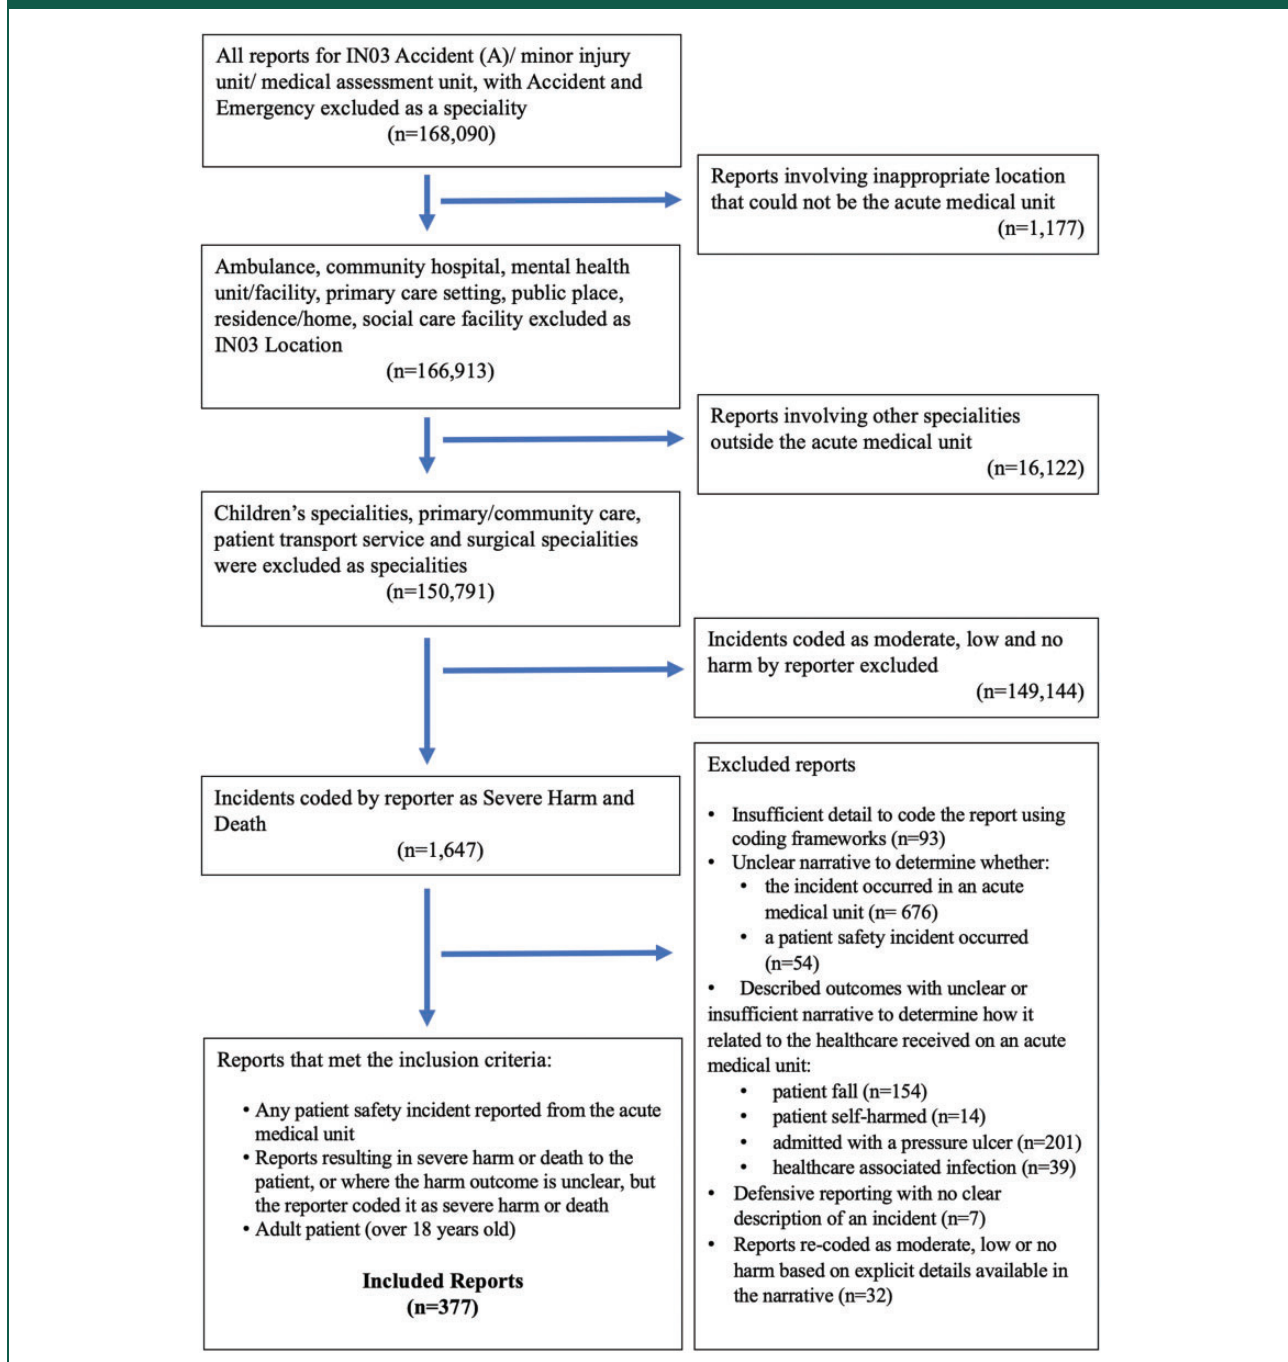 All reports for IN03 Accident (A)/ minor injury
unit/ medical assessment unit, with Accident and
Emergency excluded as a speciality
(n=168,090)
Reports involving inappropriate location
that could not be the acute medical unit
(n=1,177)
Ambulance, community hospital, mental health
unit/facility, primary care setting, public place,
residence/home, social care facility excluded as
IN03 Location
(n=166,913)
Reports involving other specialities
outside the acute medical unit
(n=16,122)
Children’s specialities, primary/community care,
patient transport service and surgical specialities
were excluded as specialities
(n=150,791)
Incidents coded as moderate, low and no
harm by reporter excluded
(n=149,144)
Incidents coded by reporter as Severe Harm and
Death
(n=1,647)
Excluded reports
• Insufficient detail to code the report using
coding frameworks (n=93)
• Unclear narrative to determine whether:
• the incident occurred in an acute
medical unit (n= 676)
• a patient safety incident occurred
(n=54)
• Described outcomes with unclear or
insufficient narrative to determine how it
related to the healthcare received on an acute
medical unit:
• patient fall (n=154)
• patient self-harmed (n=14)
• admitted with a pressure ulcer (n=201)
• healthcare associated infection (n=39)
• Defensive reporting with no clear
description of an incident (n=7)
• Reports re-coded as moderate, low or no
harm based on explicit details available in
the narrative (n=32)
Reports that met the inclusion criteria:
• Any patient safety incident reported from the acute
medical unit
• Reports resulting in severe harm or death to the
patient, or where the harm outcome is unclear, but
the reporter coded it as severe harm or death
• Adult patient (over 18 years old)
Included Reports
(n=377)